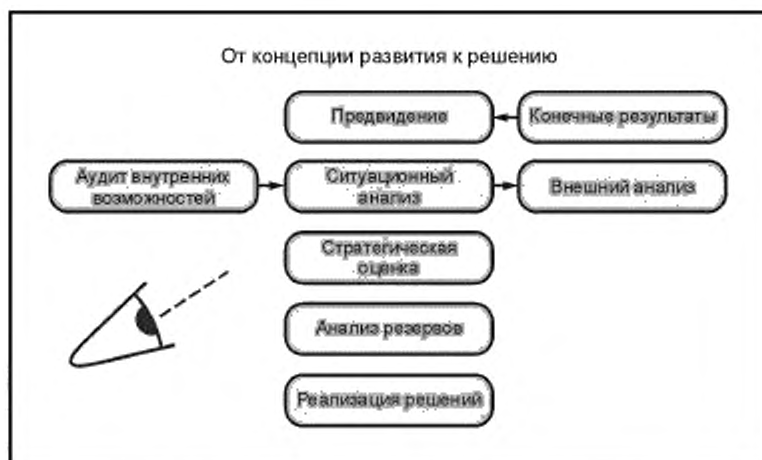 От концепции развития к решению
Предвидение
Конечные результаты
Аудит внутренних
возможностей
Ситуационный
анализ
Внешний анализ
Стратегическая
оценка
Анализ резервов
Реализация решений